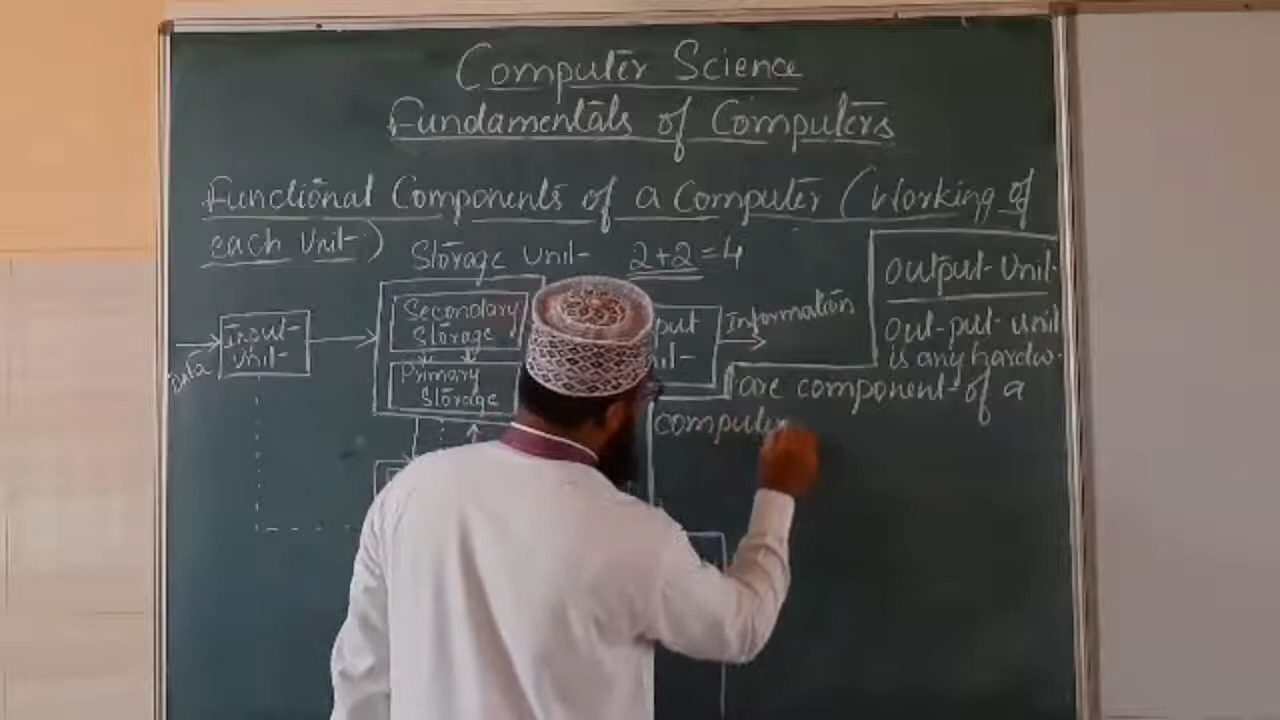 Computer Science
Fundamentals of Computers
Functional Components of a Computer (Working of
each Unit)
Storage Unit 2+2=4
Output Unit
Out-put unit
is any hardw-
are component of a
computer
Secondary
Storage
Primary
Storage
Input
Unit
Data
Information